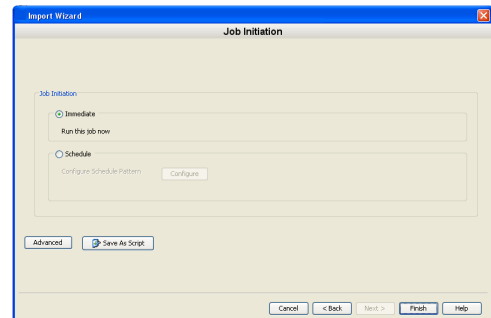 Import Wizard
Job Initiation
Job Initiation
Immediate
Run this job now
Schedule
Configure Schedule Pattern Configure
Advanced Save As Script
Cancel < Back Next > Finish Help